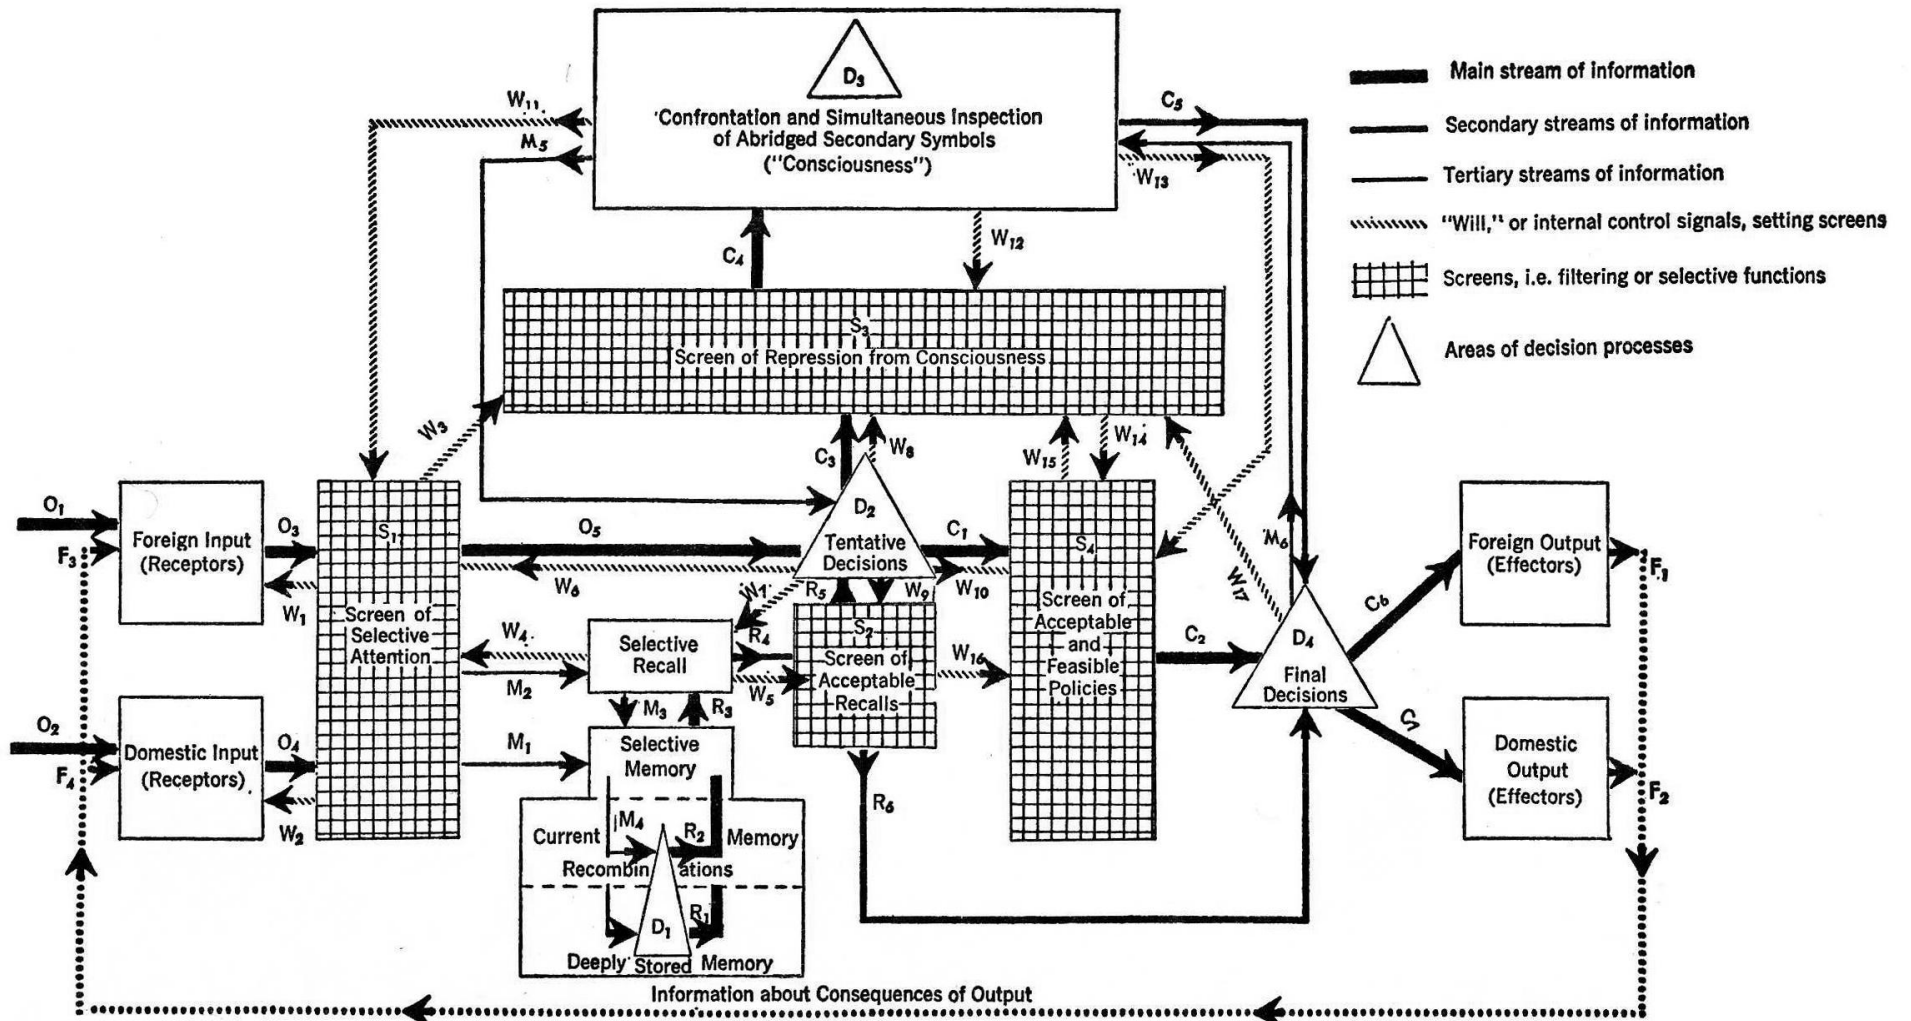 D₃
'Confrontation and Simultaneous Inspection
of Abridged Secondary Symbols
("Consciousness")
W₁₁
M₅
C₅
W₁₃
C₄
W₁₂
S₃
Screen of Repression from Consciousness
Main stream of information
Secondary streams of information
Tertiary streams of information
"Will," or internal control signals, setting screens
Screens, i.e. filtering or selective functions
Areas of decision processes
W₃
C₃
W₈
W₁₅
W₁₄
W₁₇
M₆
O₁
F₃
Foreign Input
(Receptors)
O₃
W₁
S₁
Screen of
Selective
Attention
O₅
W₆
D₂
Tentative
Decisions
C₁
W₁₀
S₄
Screen of
Acceptable
and
Feasible
Policies
Foreign Output
(Effectors)
F₁
O₂
F₄
Domestic Input
(Receptors)
O₄
W₂
W₄
M₂
M₁
Selective
Recall
R₄
W₅
R₅
W₉
S₂
Screen of
Acceptable
Recalls
W₁₆
C₂
D₄
Final
Decisions
C₆
Domestic
Output
(Effectors)
F₂
M₃
R₃
Selective
Memory
M₄
R₂
Current
Memory
Recombin
ations
D₁
R₁
Deeply Stored Memory
R₆
Information about Consequences of Output